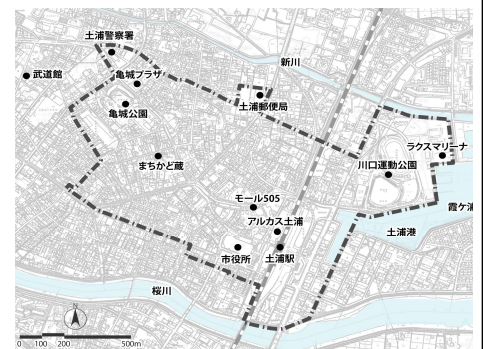 土浦警察署
新川
武道館
亀城プラザ
土浦郵便局
亀城公園
ラクスマリーナ
まちかど蔵
川口運動公園
モール505
霞ケ浦
アルカス土浦
土浦港
市役所
土浦駅
桜川
N
0 100 200 500m